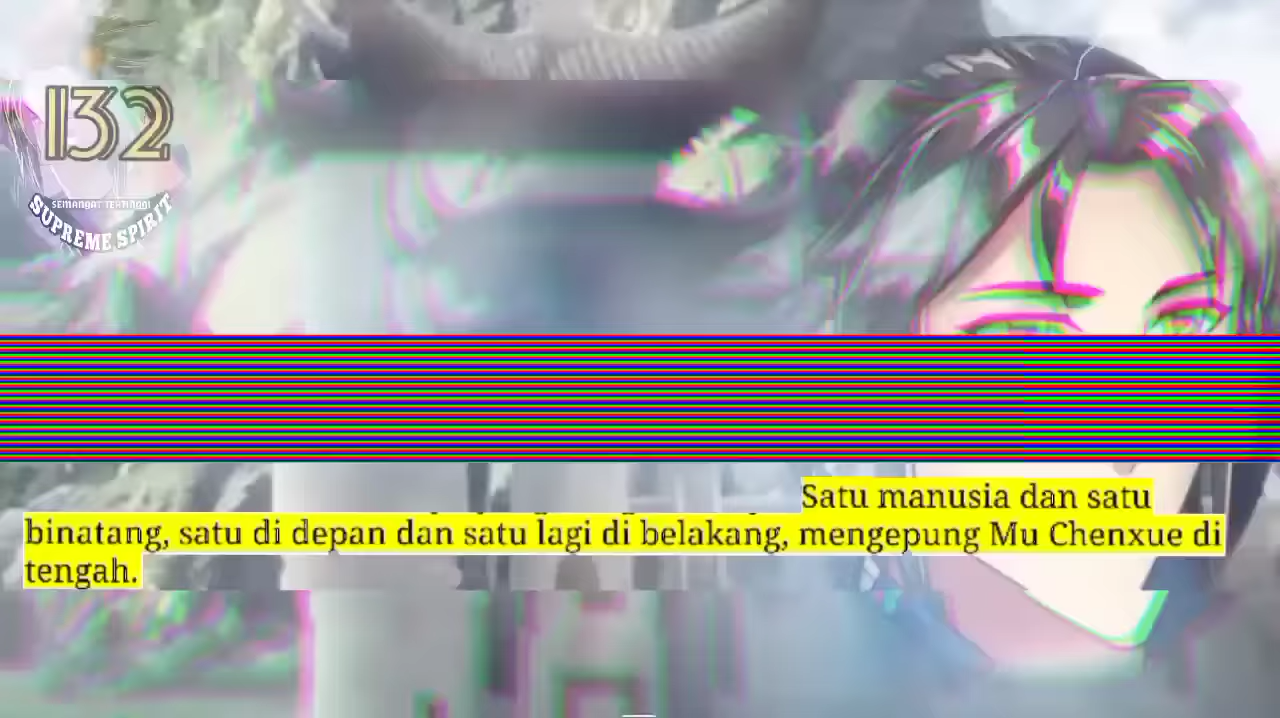 132
SEMANGAT TERTINGGI
SUPREME SPIRIT
Satu manusia dan satu
binatang, satu di depan dan satu lagi di belakang, mengepung Mu Chenxue di
tengah.